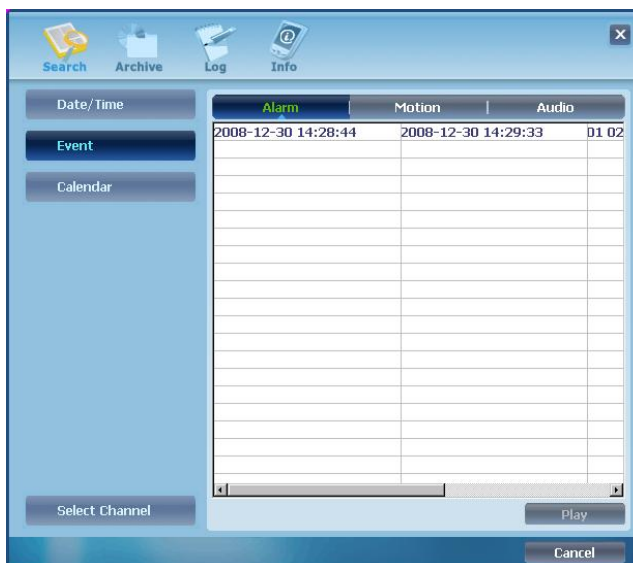 Search Archive Log Info
Date/Time
Event
Calendar
Select Channel
Alarm | Motion | Audio
2008-12-30 14:28:44 2008-12-30 14:29:33 01 02
Play
Cancel